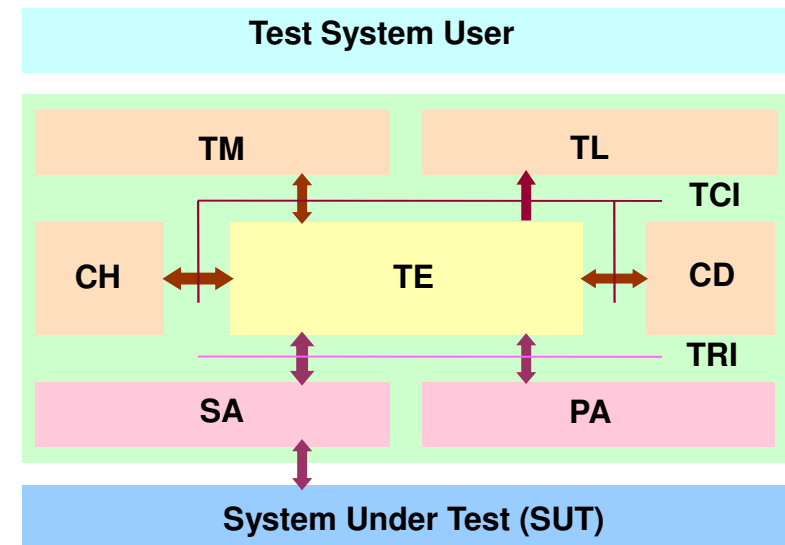 Test System User
TM
TL
TCI
CH
TE
CD
TRI
SA
PA
System Under Test (SUT)